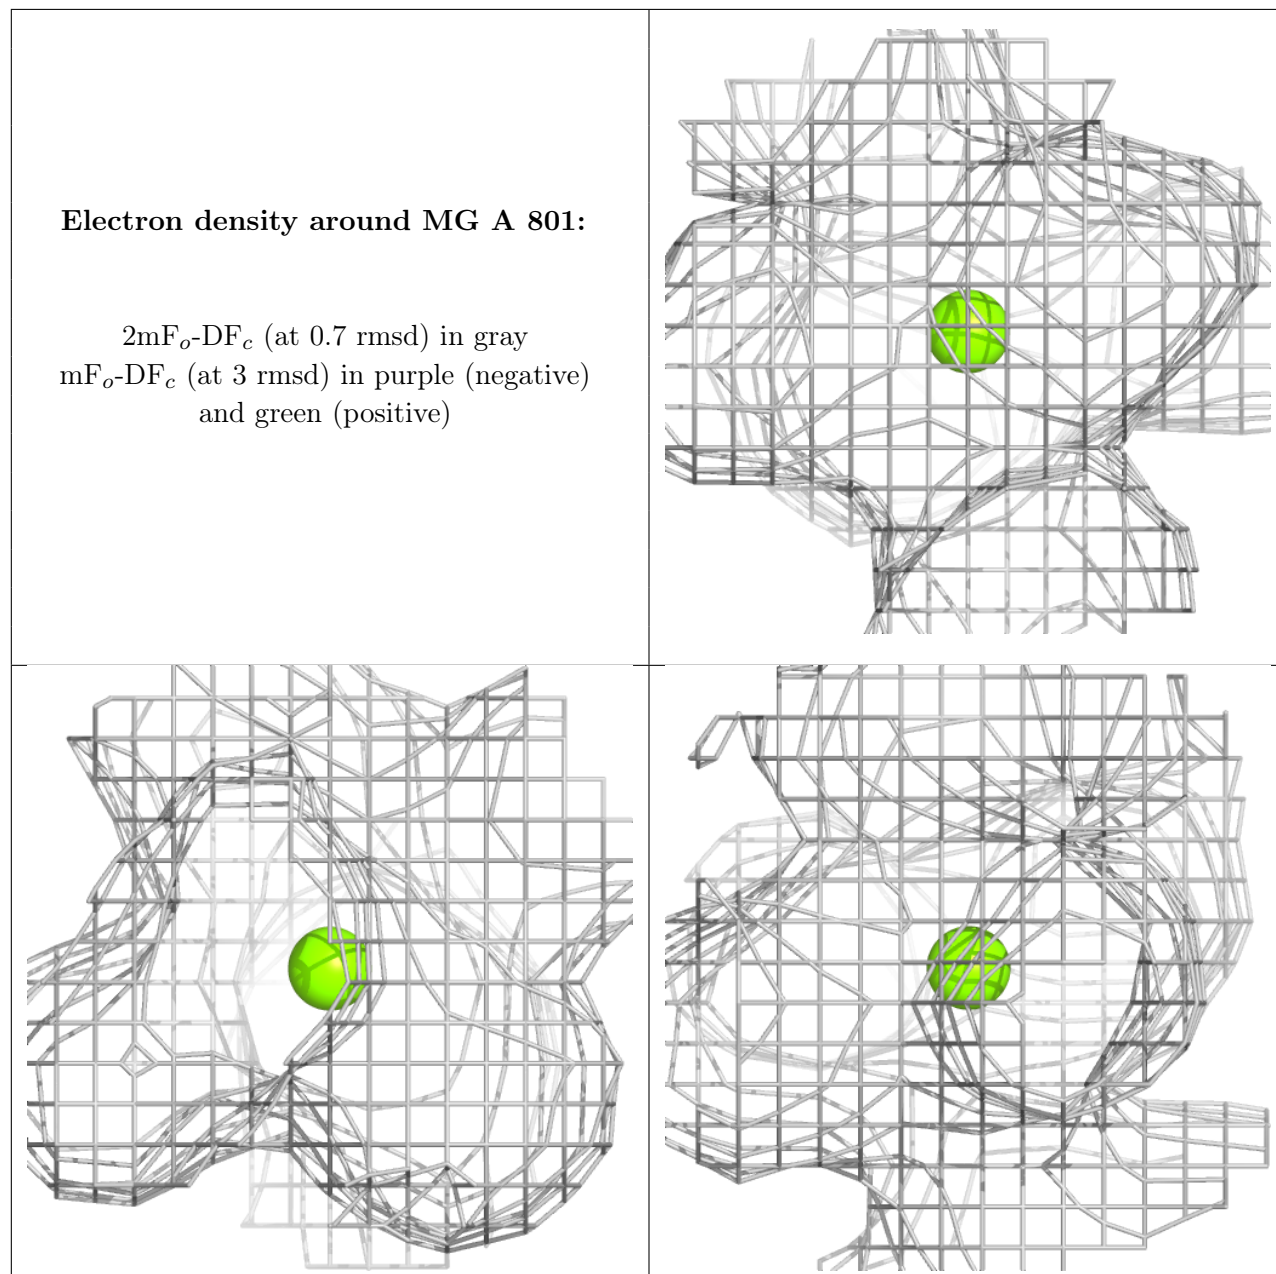 Electron density around MG A 801:
2mFo-DFc (at 0.7 rmsd) in gray
mFo-DFc (at 3 rmsd) in purple (negative)
and green (positive)